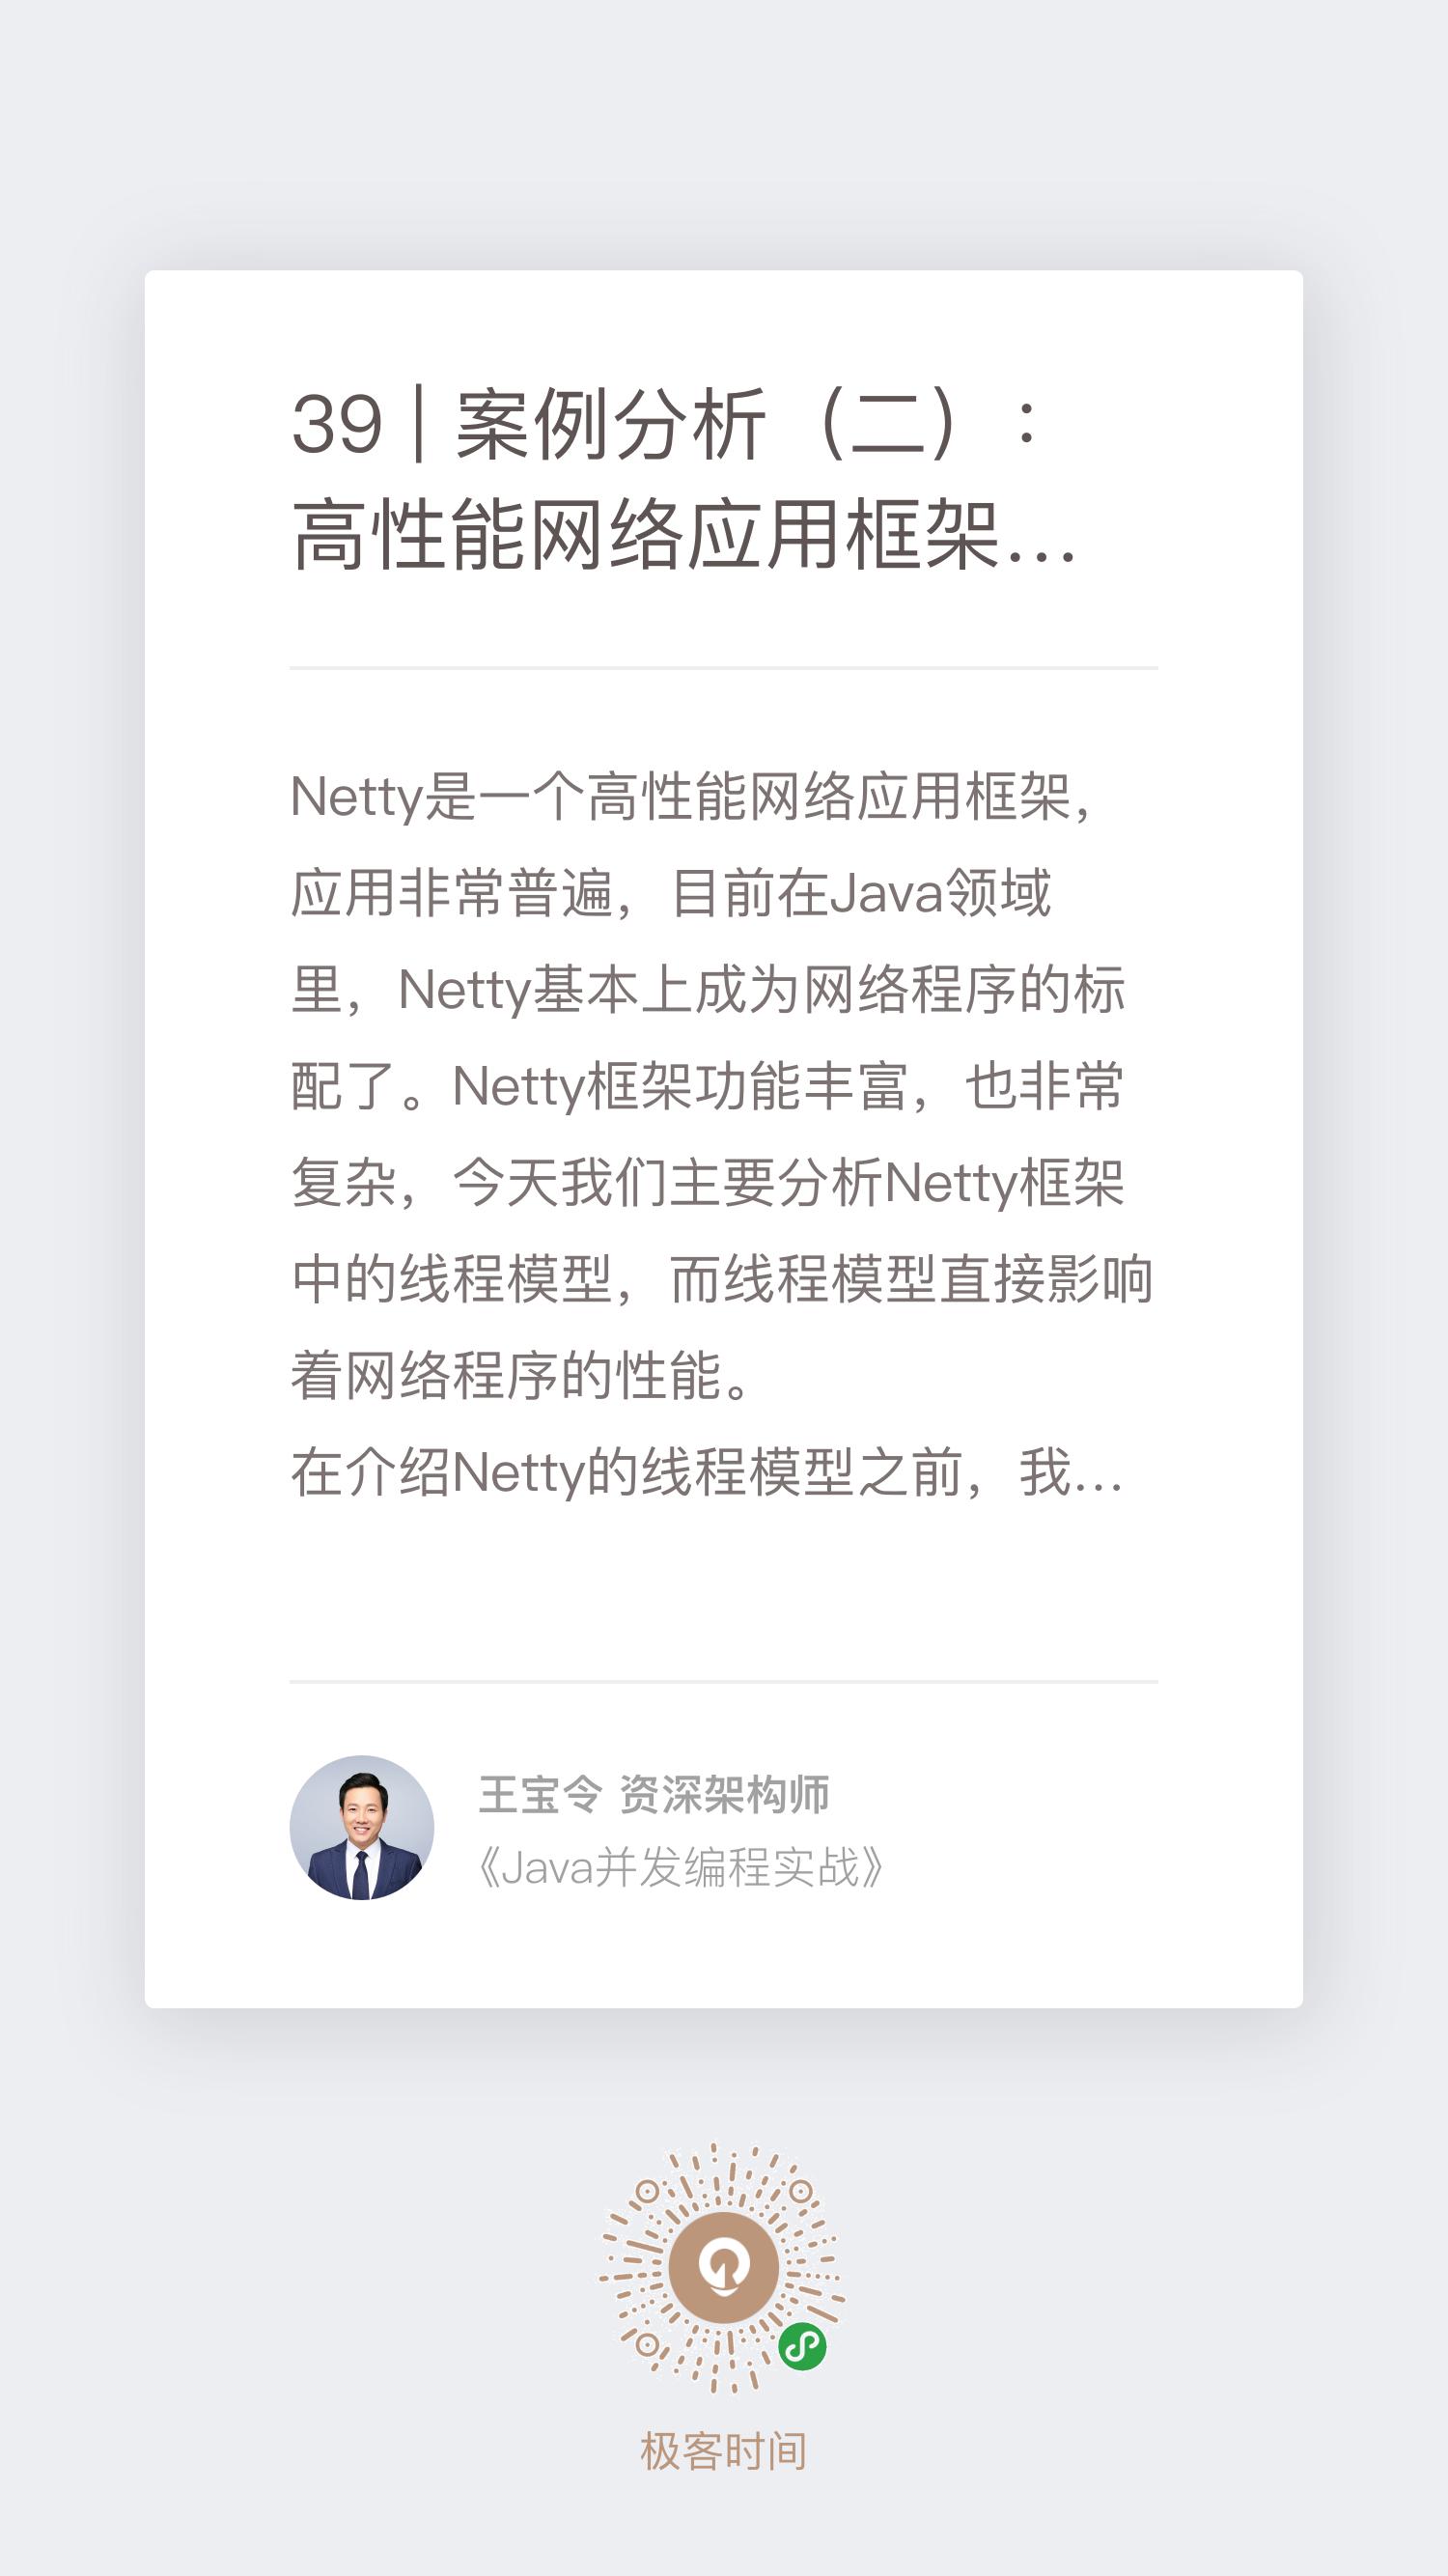 39 | 案例分析（二）：
高性能网络应用框架…
Netty是一个高性能网络应用框架，
应用非常普遍，目前在Java领域
里，Netty基本上成为网络程序的标
配了。Netty框架功能丰富，也非常
复杂，今天我们主要分析Netty框架
中的线程模型，而线程模型直接影响
着网络程序的性能。
在介绍Netty的线程模型之前，我…
王宝令 资深架构师
《Java并发编程实战》
极客时间